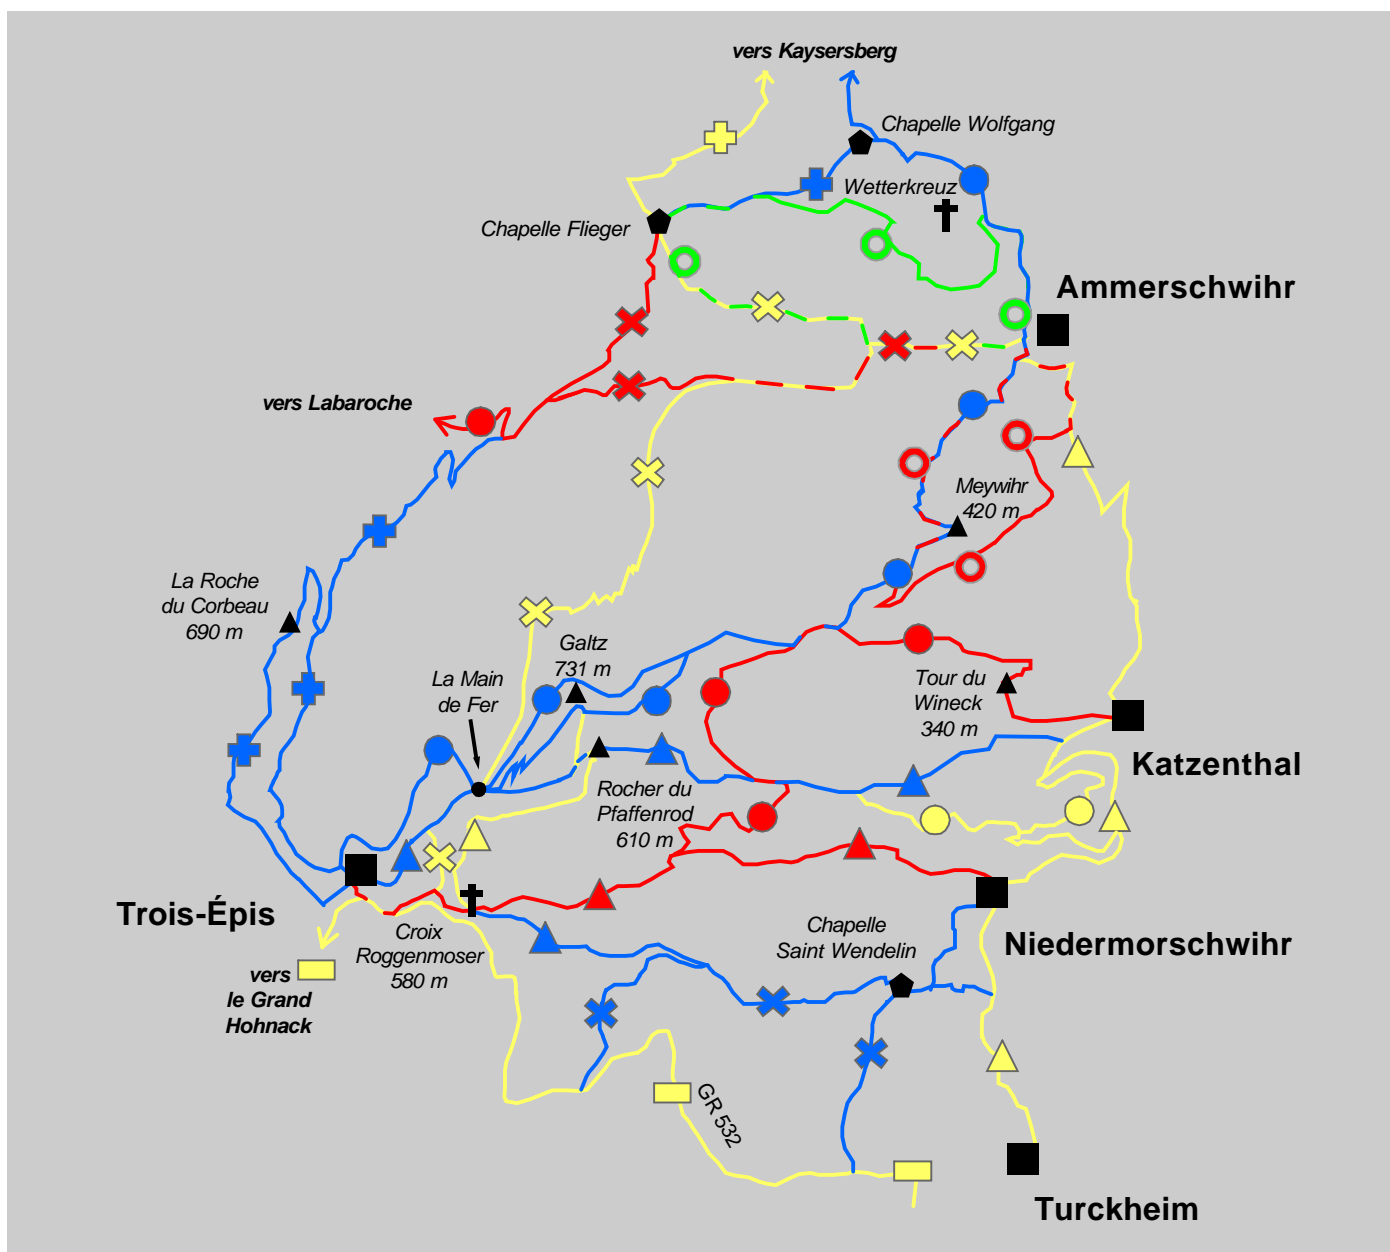 vers Kaysersberg
Chapelle Wolfgang
Wetterkreuz
Chapelle Flieger
Ammerschwihr
vers Labaroche
Meywihr
420 m
La Roche
du Corbeau
690 m
Galtz
731 m
La Main
de Fer
Tour du
Wineck
340 m
Katzenthal
Rocher du
Pfaffenrod
610 m
Trois-Épis
Croix
Roggenmoser
580 m
Chapelle
Saint Wendelin
Niedermorschwihr
vers
le Grand
Hohnack
GR 532
Turckheim